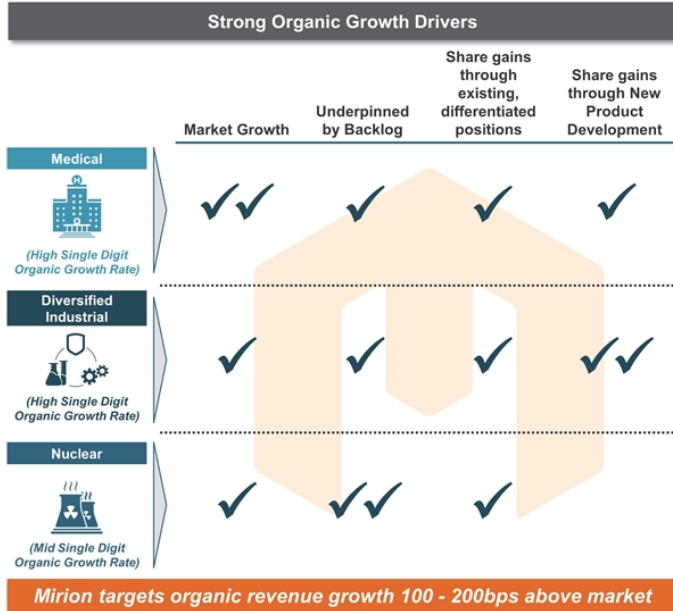 Strong Organic Growth Drivers
Market Growth
Underpinned
by Backlog
Share gains
through
existing,
differentiated
positions
Share gains
through New
Product
Development
Medical
H
(High Single Digit
Organic Growth Rate)
Diversified
Industrial
(High Single Digit
Organic Growth Rate)
Nuclear
(Mid Single Digit
Organic Growth Rate)
Mirion targets organic revenue growth 100 - 200bps above market